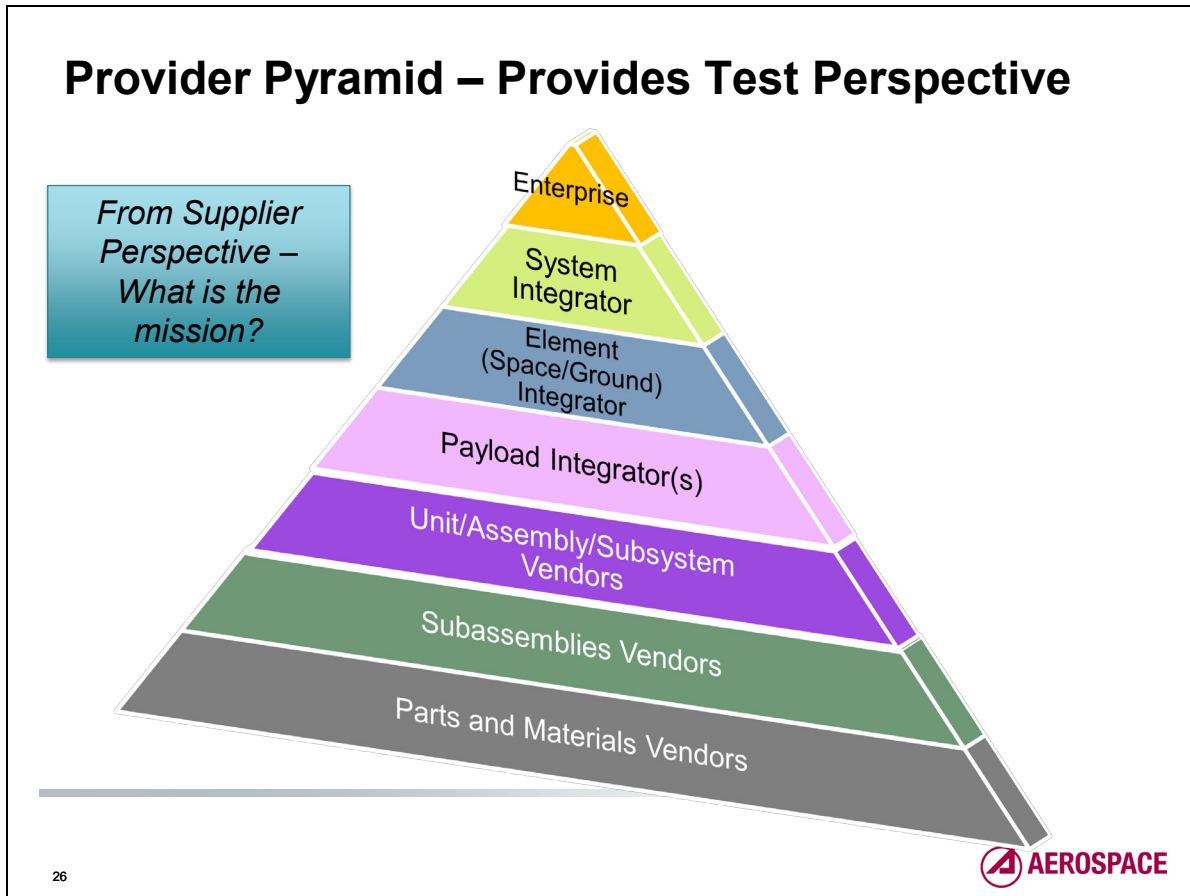 Provider Pyramid – Provides Test Perspective
From Supplier
Perspective –
What is the
mission?
Enterprise
System
Integrator
Element
(Space/Ground)
Integrator
Payload Integrator(s)
Unit/Assembly/Subsystem
Vendors
Subassemblies Vendors
Parts and Materials Vendors
26
AEROSPACE